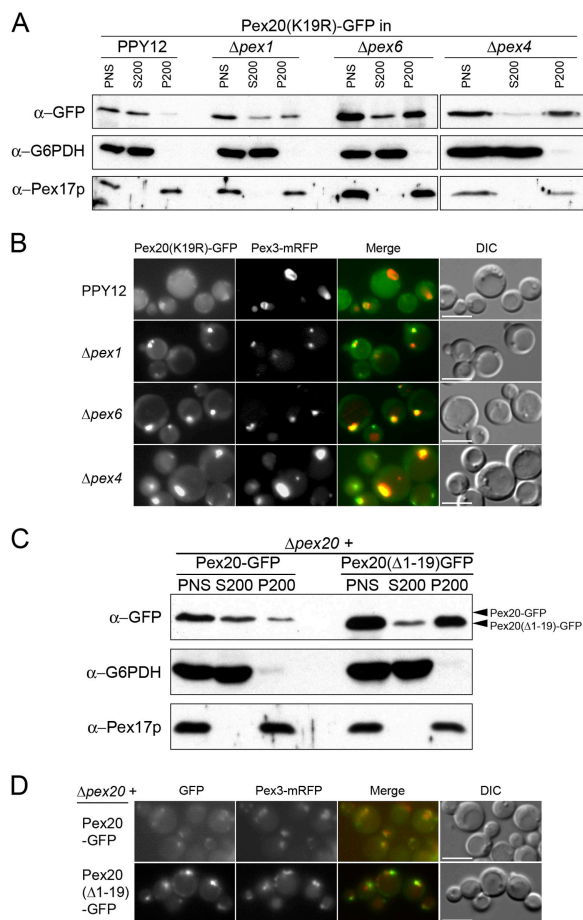 A
Pex20(K19R)-GFP in
PPY12 Δpex1 Δpex6 Δpex4
PNS S200 P200 PNS S200 P200 PNS S200 P200 PNS S200 P200
α–GFP
α–G6PDH
α–Pex17p
B
Pex20(K19R)-GFP Pex3-mRFP Merge DIC
PPY12
Δpex1
Δpex6
Δpex4
C
Δpex20 +
Pex20-GFP Pex20(Δ1-19)GFP
PNS S200 P200 PNS S200 P200
α–GFP
Pex20-GFP
Pex20(Δ1-19)-GFP
α–G6PDH
α–Pex17p
D
Δpex20 + GFP Pex3-mRFP Merge DIC
Pex20
-GFP
Pex20
(Δ1-19)
-GFP